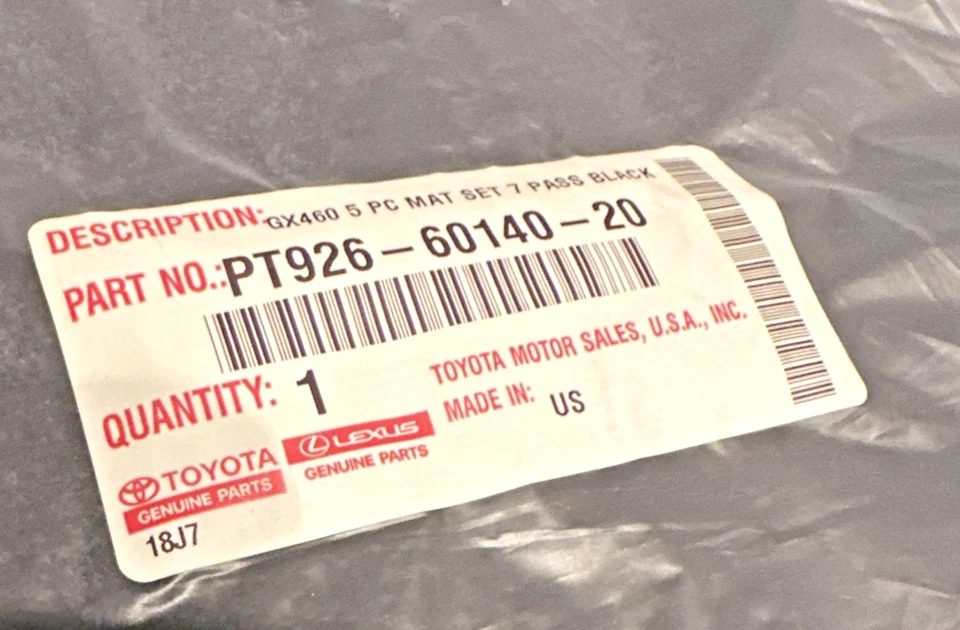 DESCRIPTION: GX460 5 PC MAT SET 7 PASS BLACK
PART NO.: PT926-60140-20
QUANTITY: 1
TOYOTA MOTOR SALES, U.S.A., INC.
MADE IN: US
TOYOTA
GENUINE PARTS
LEXUS
GENUINE PARTS
18J7